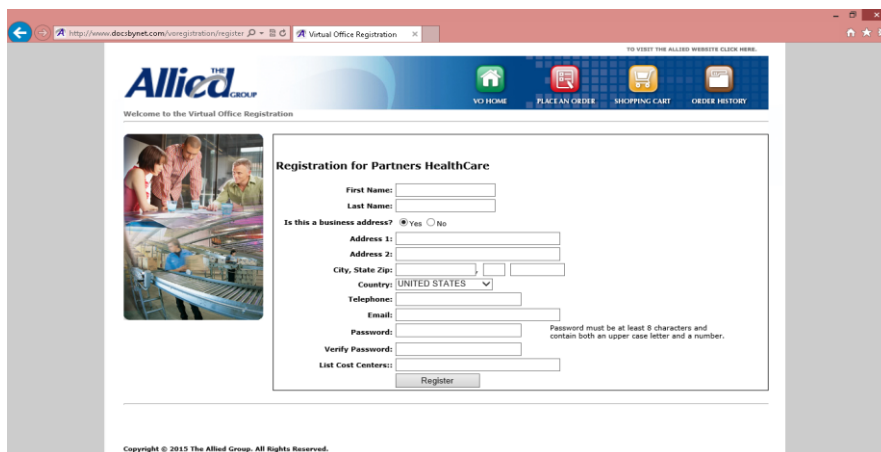 http://www.docsbynet.com/voregistration/register
Virtual Office Registration
TO VISIT THE ALLIED WEBSITE CLICK HERE.
THE
Allied
GROUP
VO HOME
PLACE AN ORDER
SHOPPING CART
ORDER HISTORY
Welcome to the Virtual Office Registration
Registration for Partners HealthCare
First Name:
Last Name:
Is this a business address? Yes No
Address 1:
Address 2:
City, State Zip: ,
Country: UNITED STATES
Telephone:
Email:
Password:
Password must be at least 8 characters and
contain both an upper case letter and a number.
Verify Password:
List Cost Centers::
Register
Copyright © 2015 The Allied Group. All Rights Reserved.